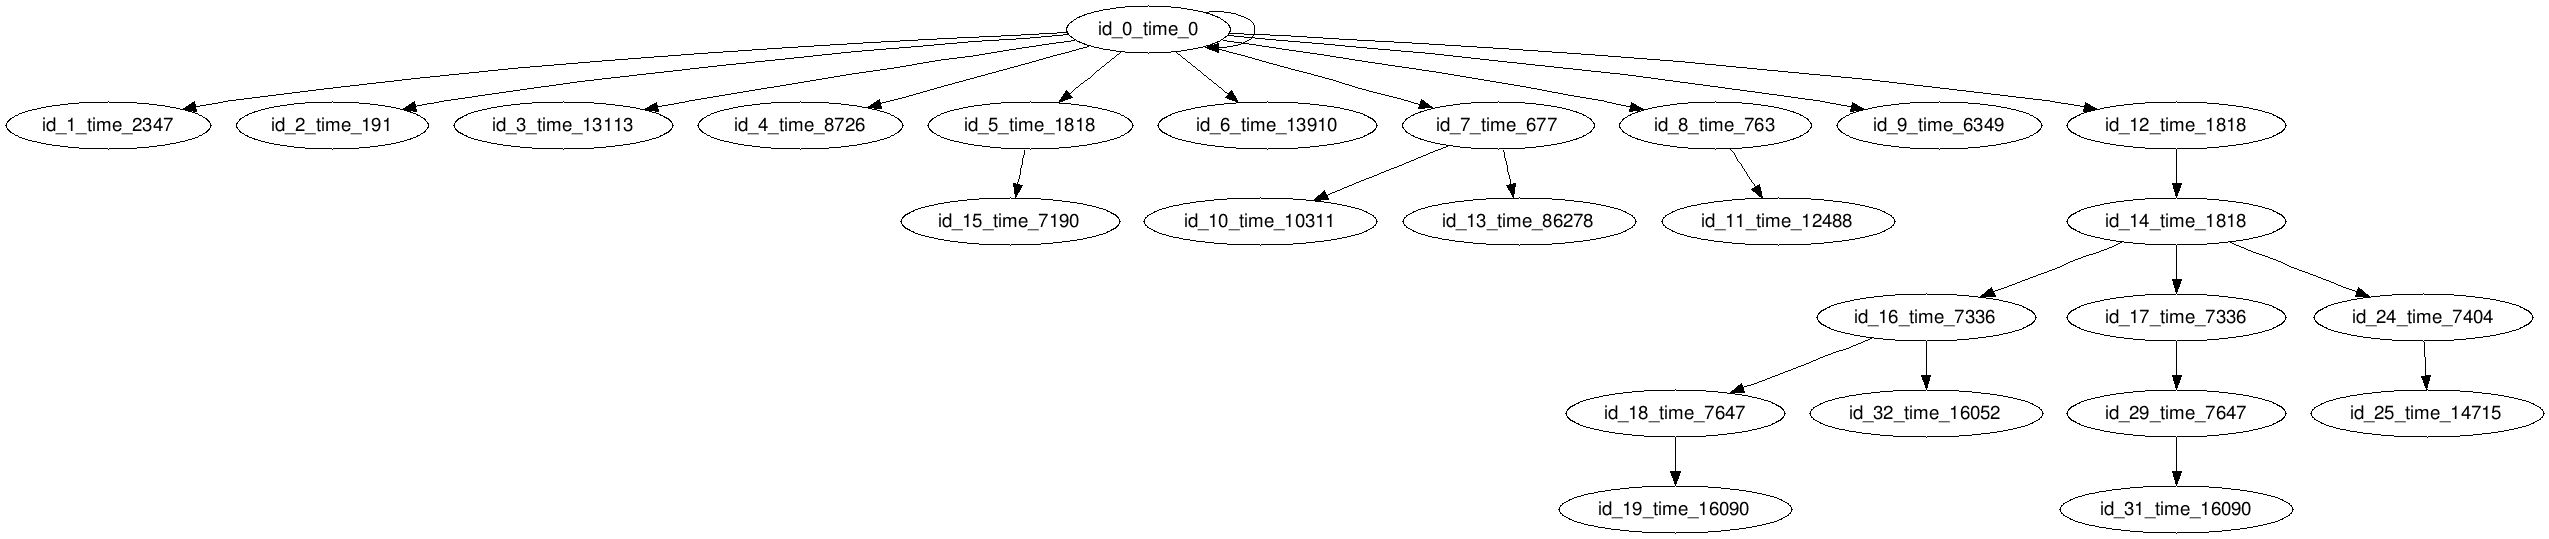 id_0_time_0
id_1_time_2347
id_2_time_191
id_3_time_13113
id_4_time_8726
id_5_time_1818
id_6_time_13910
id_7_time_677
id_8_time_763
id_9_time_6349
id_12_time_1818
id_15_time_7190
id_10_time_10311
id_13_time_86278
id_11_time_12488
id_14_time_1818
id_16_time_7336
id_17_time_7336
id_24_time_7404
id_18_time_7647
id_32_time_16052
id_29_time_7647
id_25_time_14715
id_19_time_16090
id_31_time_16090